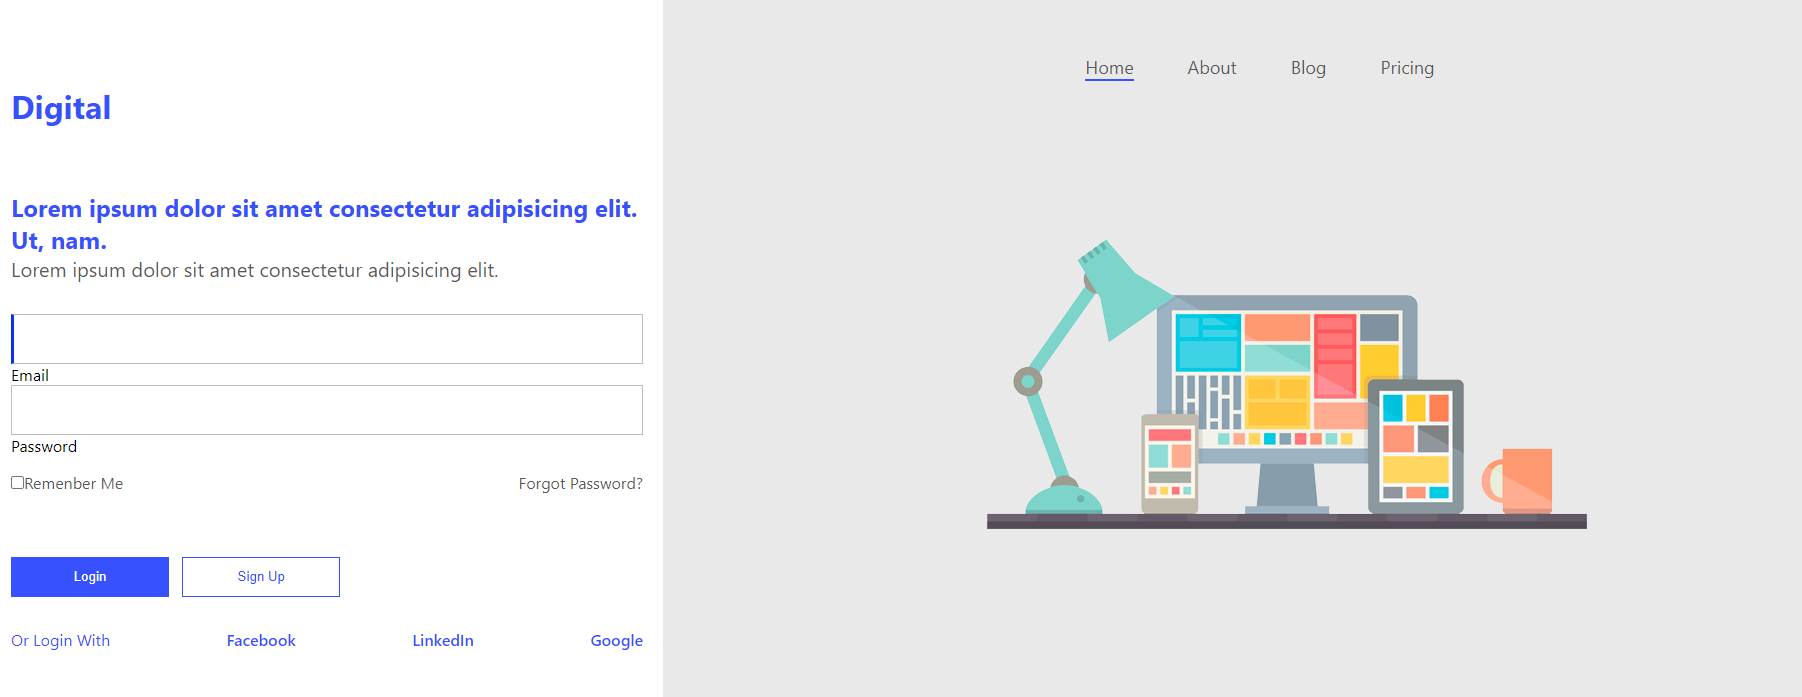 Digital
Lorem ipsum dolor sit amet consectetur adipisicing elit.
Ut, nam.
Lorem ipsum dolor sit amet consectetur adipisicing elit.
Email
Password
Remenber Me Forgot Password?
Login Sign Up
Or Login With Facebook LinkedIn Google
Home About Blog Pricing